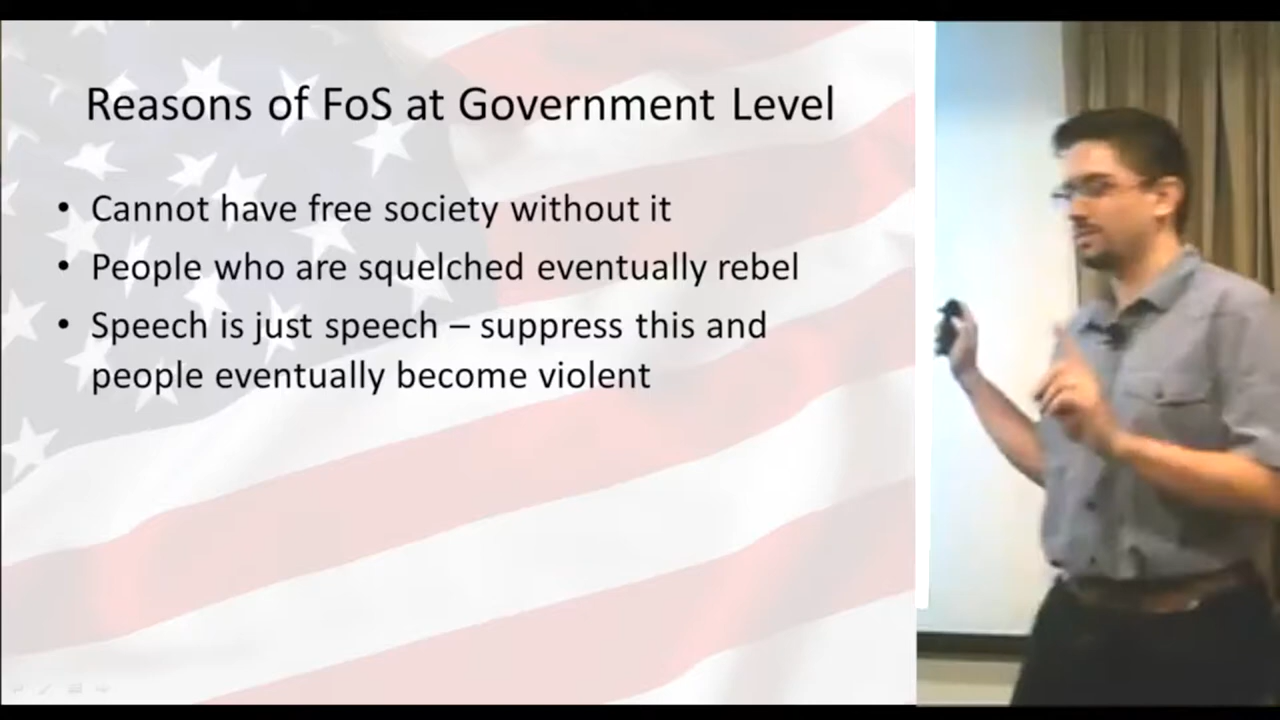 Reasons of FoS at Government Level
• Cannot have free society without it
• People who are squelched eventually rebel
• Speech is just speech – suppress this and
people eventually become violent